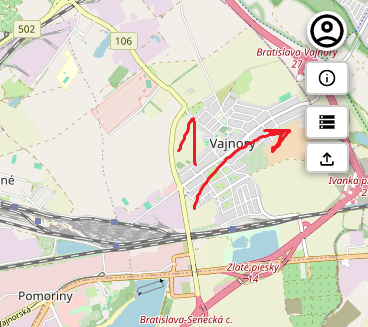 502
106
Bratislava-Vajnory
27
Vajnory
né
Ivanka p
Zlaté piesky
14
Pomoriny
Vajnorská
Bratislava-Senecká c.